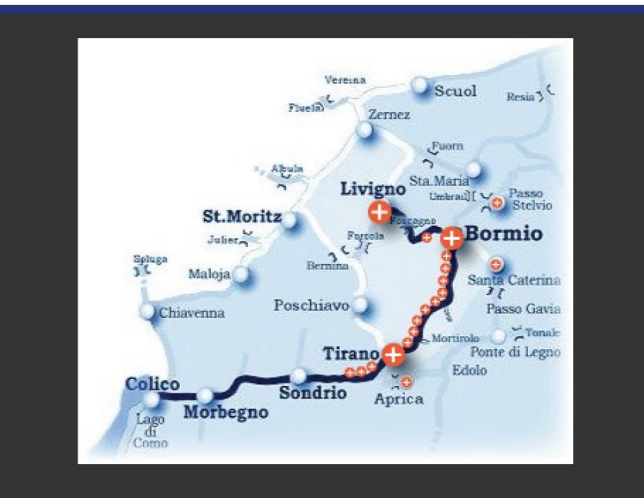 Vereina
Scuol
Resia
Fluela
Zernez
Fuorn
Albula
Sta.Maria
Livigno
Umbrail
Passo
Stelvio
St.Moritz
Foscagno
Bormio
Julier
Forcola
Spluga
Bernina
Maloja
Santa Caterina
Chiavenna
Poschiavo
Passo Gavia
Tonale
Mortirolo
Tirano
Ponte di Legno
Edolo
Colico
Sondrio
Aprica
Morbegno
Lago
di
Como